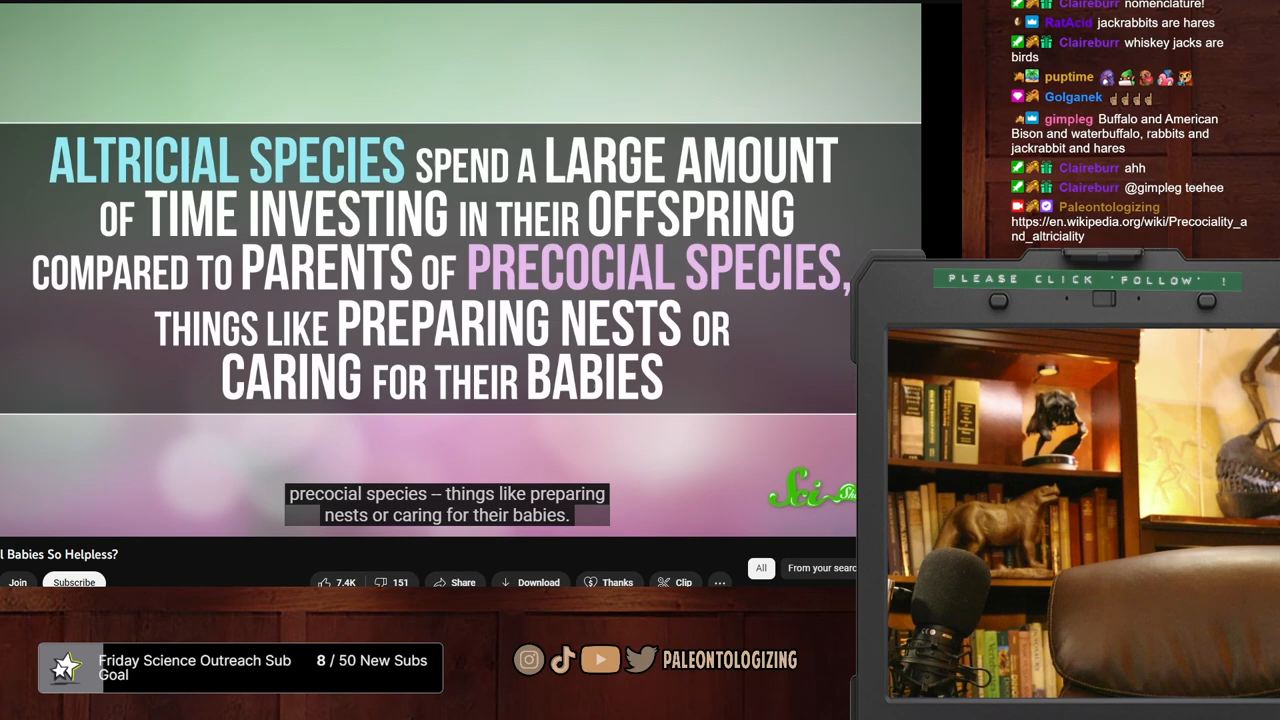 ALTRICIAL SPECIES SPEND A LARGE AMOUNT
OF TIME INVESTING IN THEIR OFFSPRING
COMPARED TO PARENTS OF PRECOCIAL SPECIES,
THINGS LIKE PREPARING NESTS OR
CARING FOR THEIR BABIES
precocial species – things like preparing
nests or caring for their babies.
Sci Sh
l Babies So Helpless?
Join
Subscribe
7.4K
151
Share
Download
Thanks
Clip
...
All
From your searc
Claireburr nomenclature!
RatAcid jackrabbits are hares
Claireburr whiskey jacks are
birds
puptime
Golganek
gimpleg Buffalo and American
Bison and waterbuffalo, rabbits and
jackrabbit and hares
Claireburr ahh
Claireburr @gimpleg teehee
Paleontologizing
https://en.wikipedia.org/wiki/Precociality_a
nd_altriciality
PLEASE CLICK "FOLLOW" !
Friday Science Outreach Sub
Goal
8 / 50 New Subs
PALEONTOLOGIZING